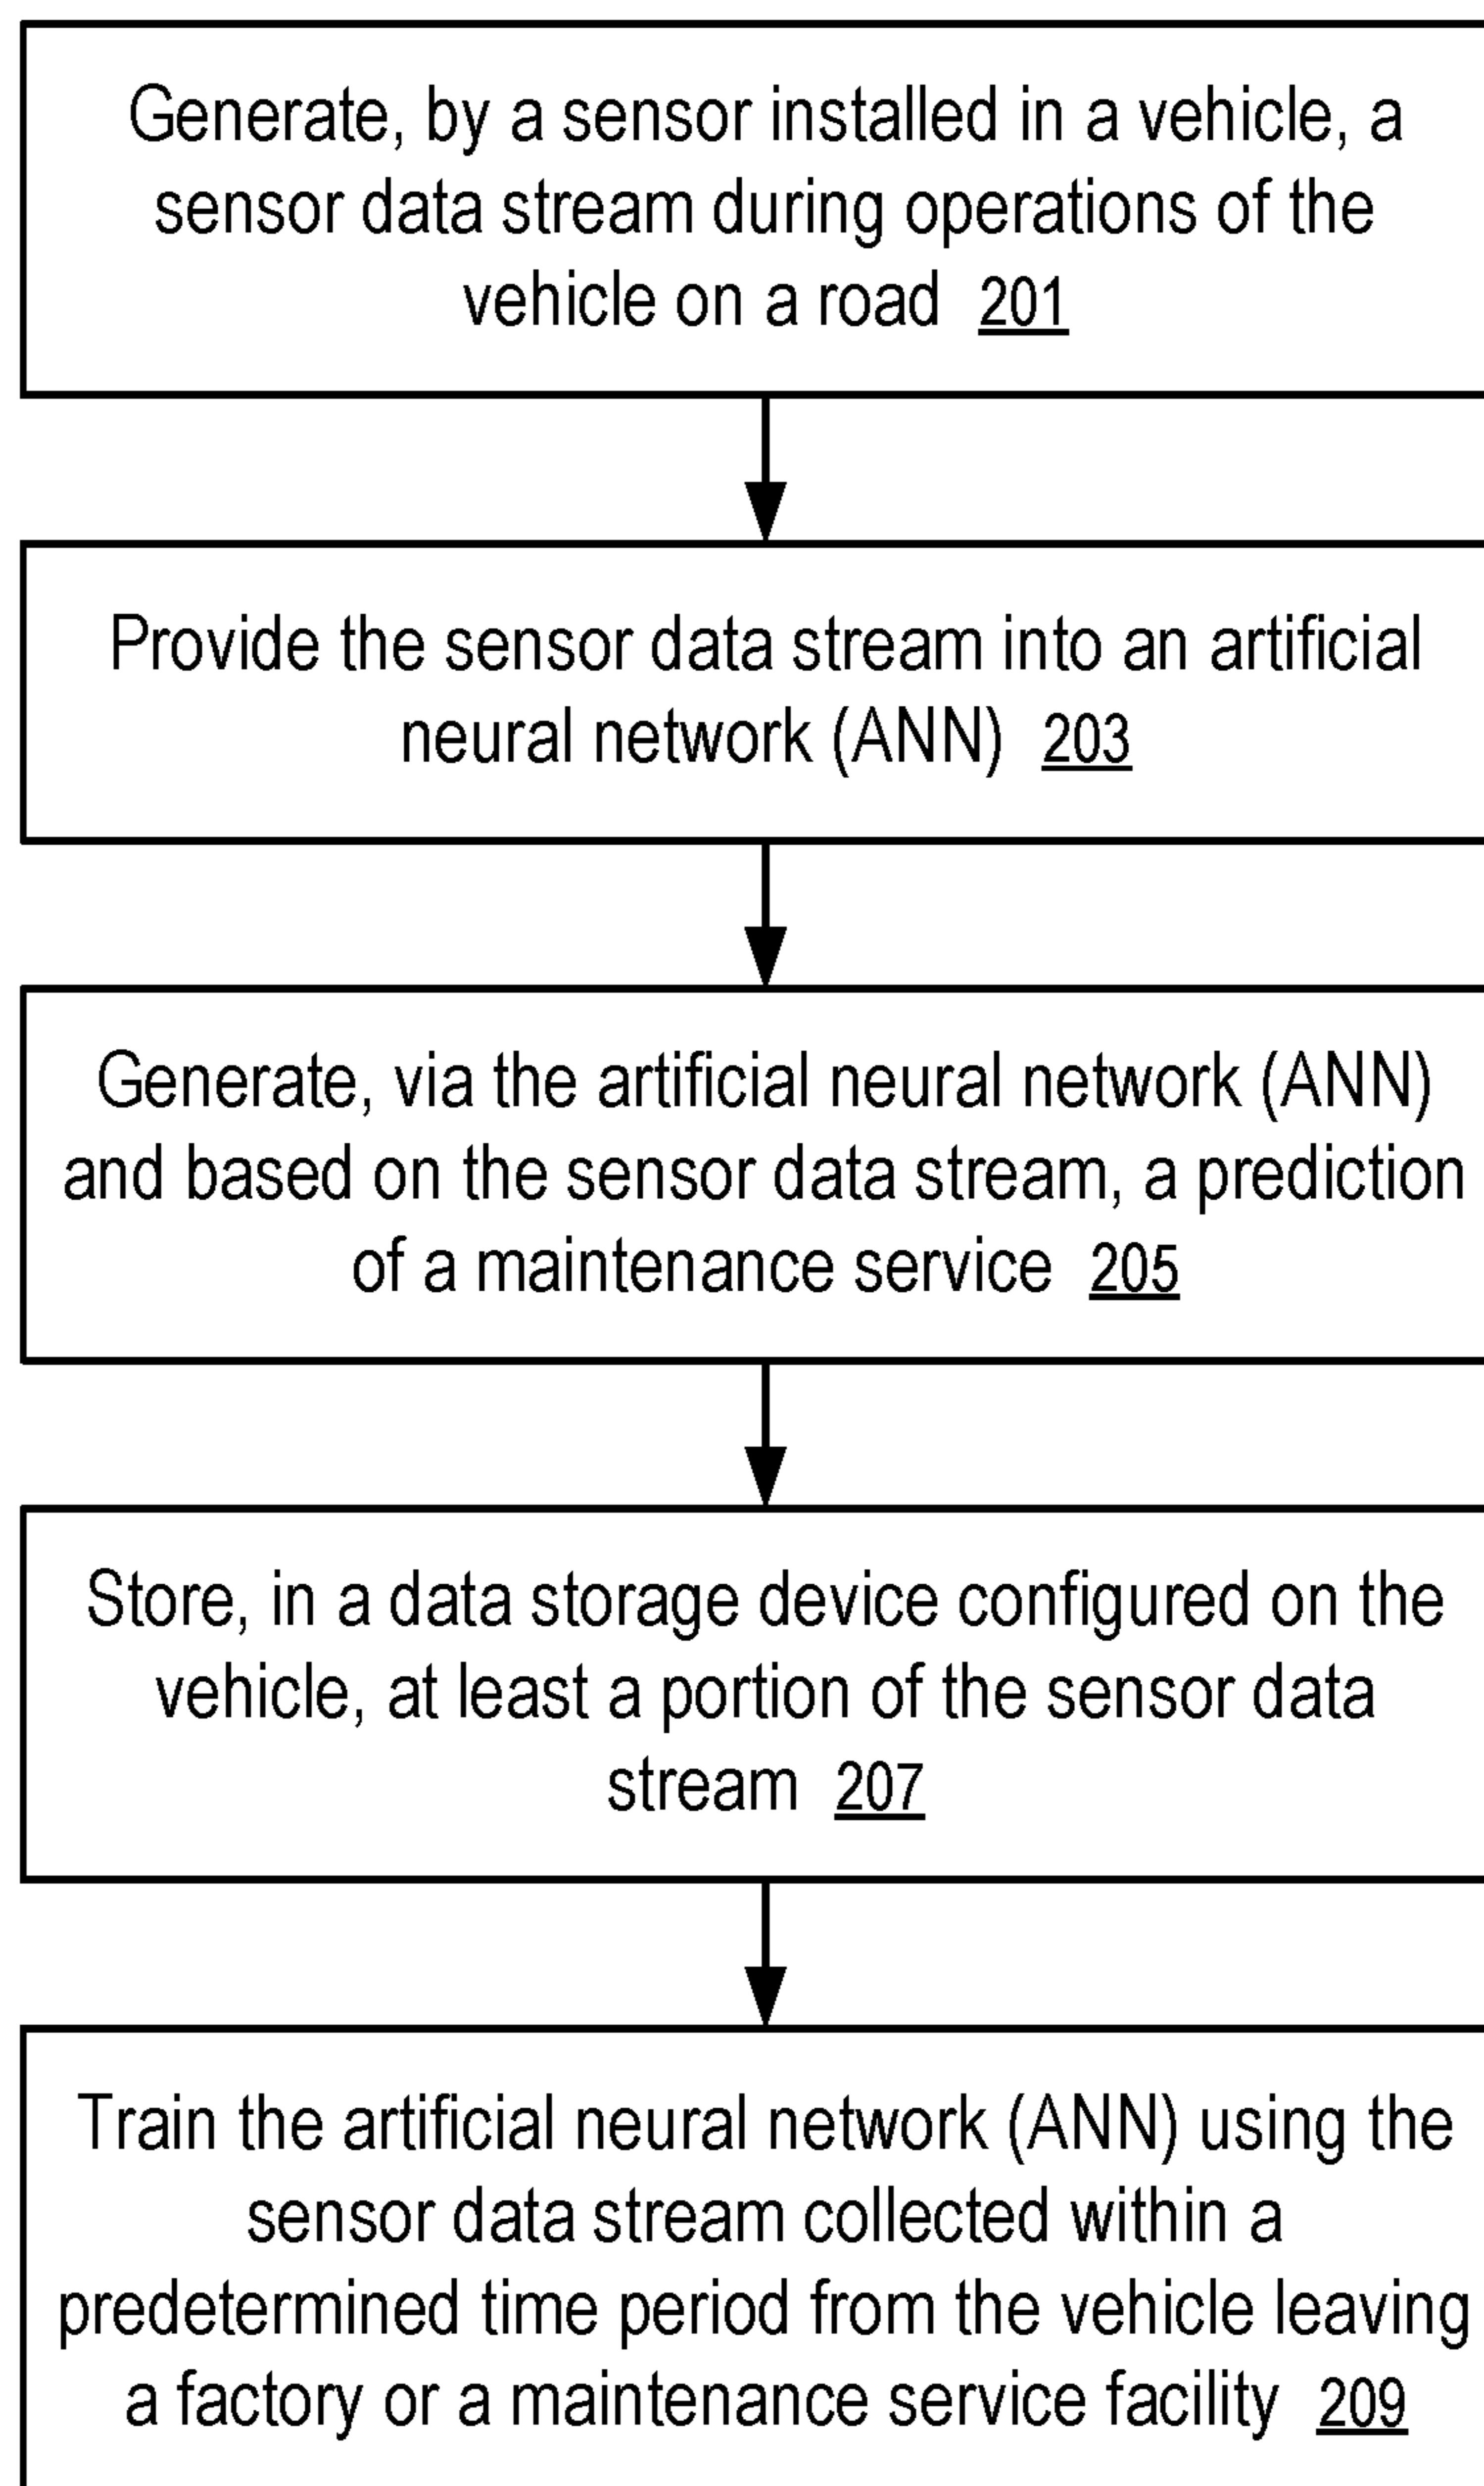 Generate, by a sensor installed in a vehicle, a
sensor data stream during operations of the
vehicle on a road 201
Provide the sensor data stream into an artificial
neural network (ANN) 203
Generate, via the artificial neural network (ANN)
and based on the sensor data stream, a prediction
of a maintenance service 205
Store, in a data storage device configured on the
vehicle, at least a portion of the sensor data
stream 207
Train the artificial neural network (ANN) using the
sensor data stream collected within a
predetermined time period from the vehicle leaving
a factory or a maintenance service facility 209